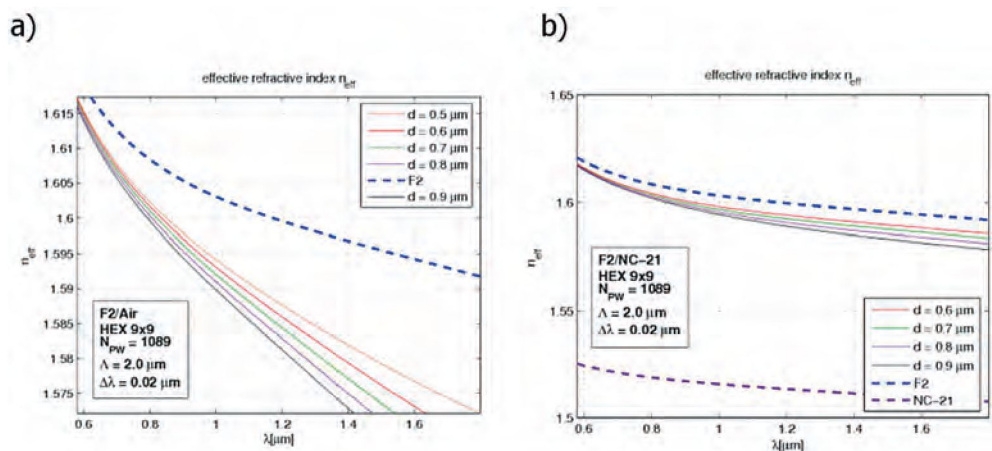 a)
effective refractive index n_eff
1.615
1.61
1.605
1.6
1.595
1.59
1.585
1.58
1.575
n_eff
d = 0.5 μm
d = 0.6 μm
d = 0.7 μm
d = 0.8 μm
F2
d = 0.9 μm
F2/Air
HEX 9x9
N_PW = 1089
Λ = 2.0 μm
Δλ = 0.02 μm
0.6 0.8 1 1.2 1.4 1.6
λ[μm]
b)
effective refractive index n_eff
1.65
1.6
1.55
1.5
n_eff
F2/NC-21
HEX 9x9
N_PW = 1089
Λ = 2.0 μm
Δλ = 0.02 μm
d = 0.6 μm
d = 0.7 μm
d = 0.8 μm
d = 0.9 μm
F2
NC-21
0.6 0.8 1 1.2 1.4 1.6
λ[μm]